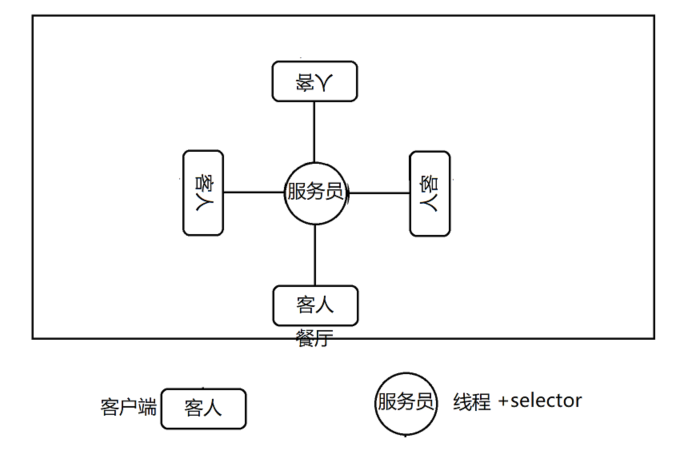 客人
客人
服务员
客人
客人
餐厅
客户端
客人
服务员
线程 +selector